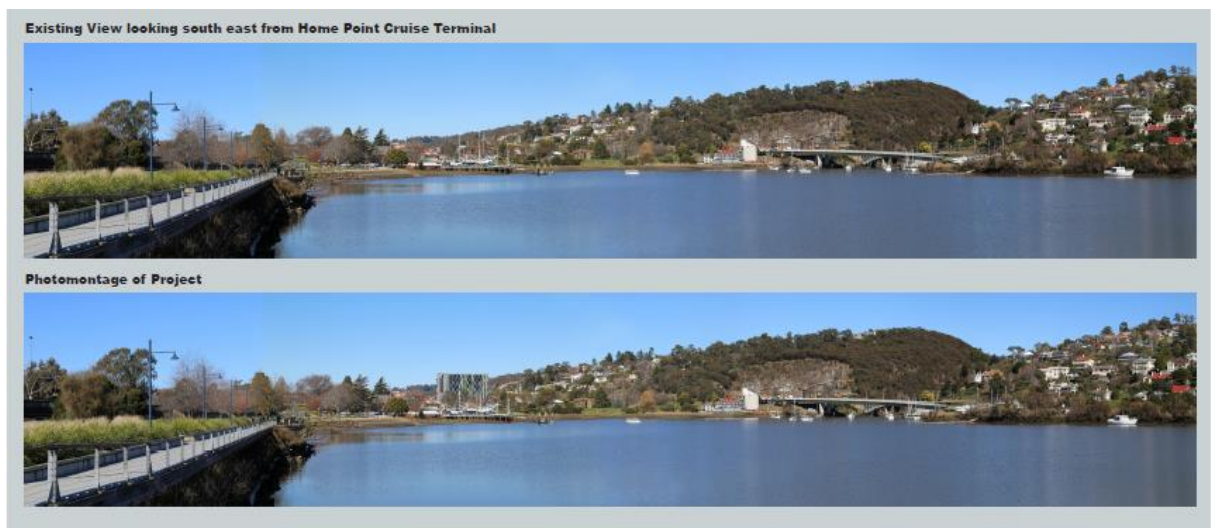 Existing View looking south east from Home Point Cruise Terminal
Photomontage of Project